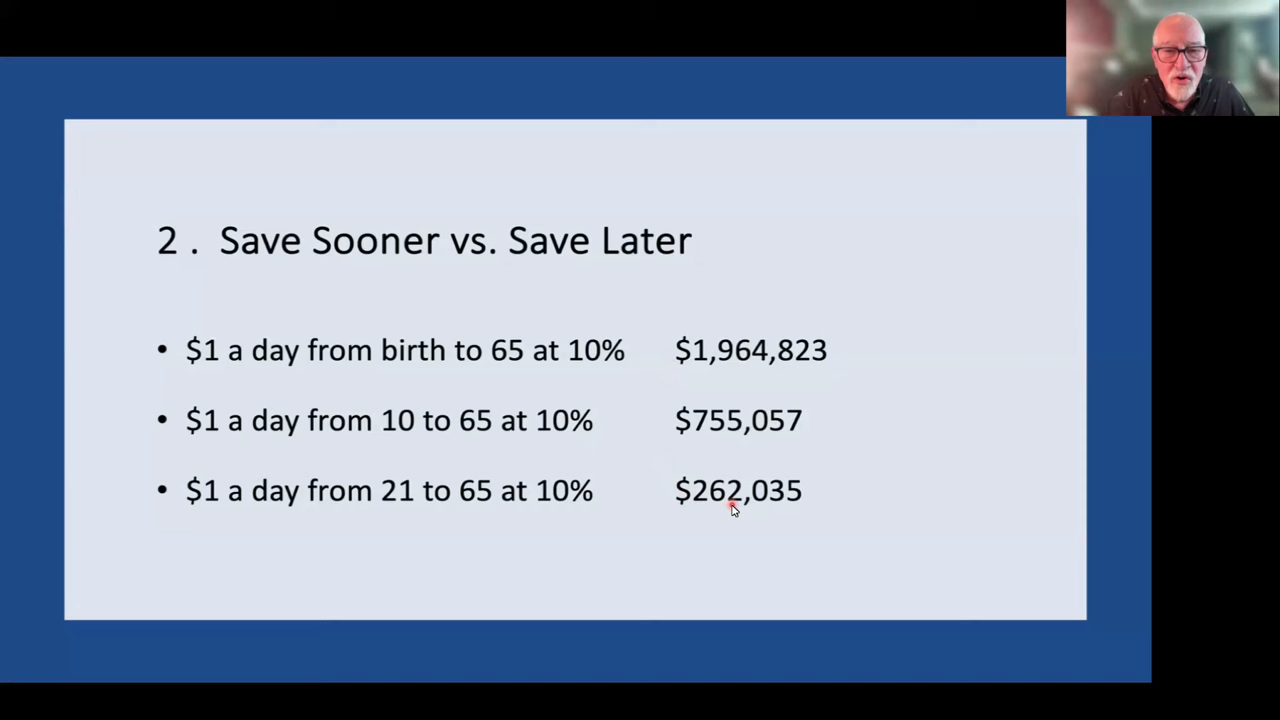 2 . Save Sooner vs. Save Later
• $1 a day from birth to 65 at 10% $1,964,823
• $1 a day from 10 to 65 at 10% $755,057
• $1 a day from 21 to 65 at 10% $262,035